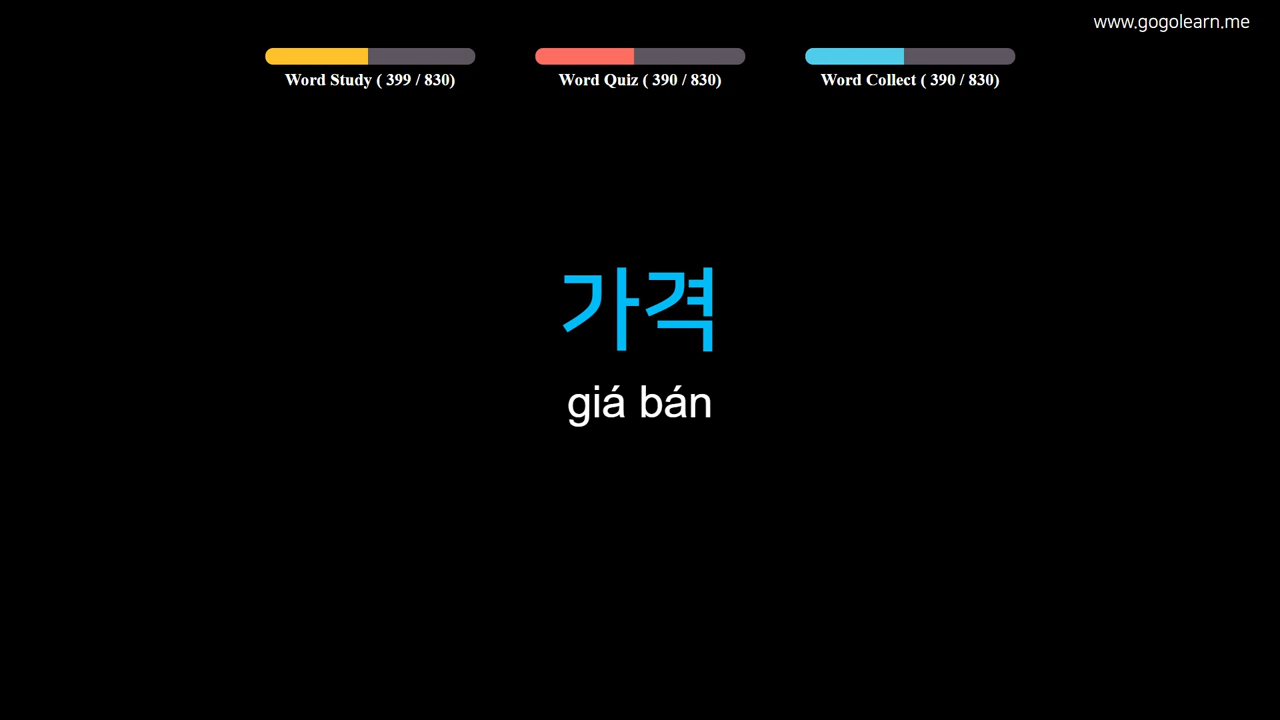 www.gogolearn.me
Word Study ( 399 / 830)
Word Quiz ( 390 / 830)
Word Collect ( 390 / 830)
가격
giá bán